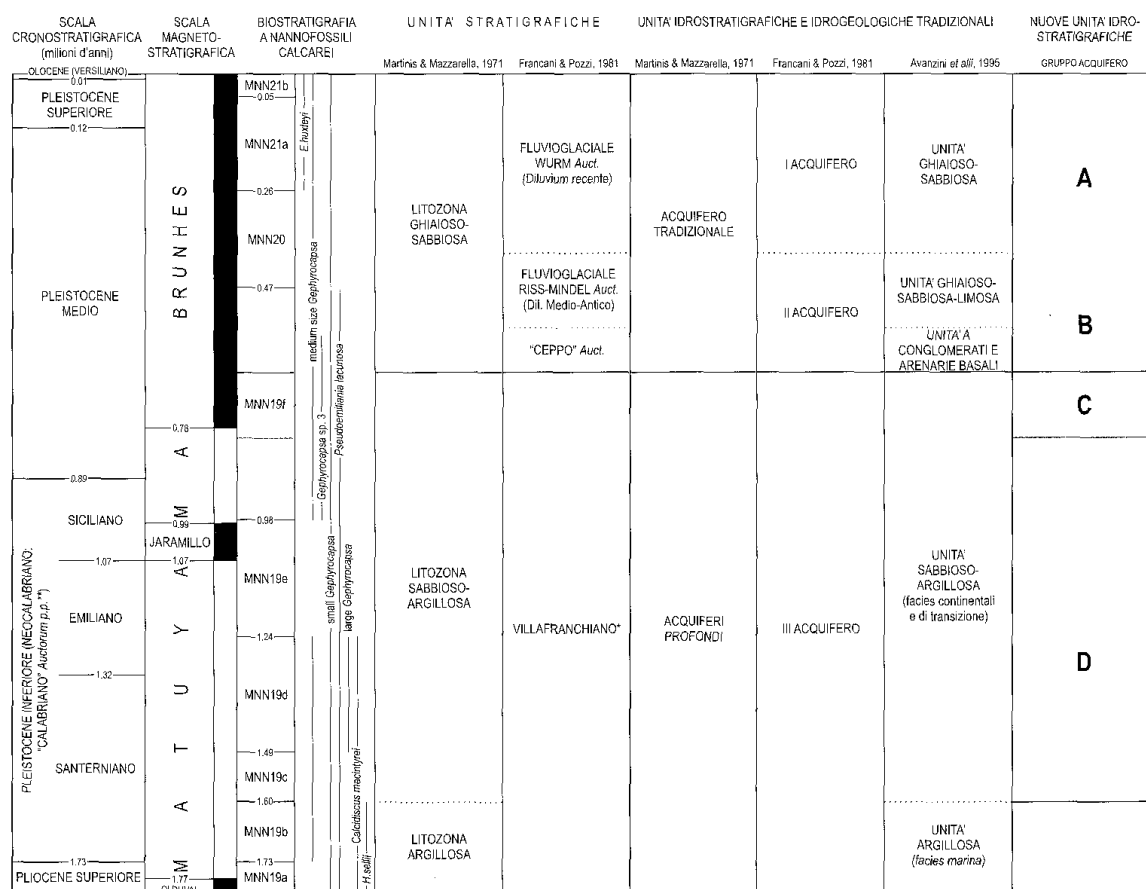 SCALA
CRONOSTRATIGRAFICA
(milioni d'anni)
SCALA
MAGNETO-
STRATIGRAFICA
BIOSTRATIGRAFIA
A NANNOFOSSILI
CALCAREI
UNITA' STRATIGRAFICHE
Martinis & Mazzarella, 1971
Francani & Pozzi, 1981
UNITA' IDROSTRATIGRAFICHE E IDROGEOLOGICHE TRADIZIONALI
Martinis & Mazzarella, 1971
Francani & Pozzi, 1981
Avanzini et alii, 1995
NUOVE UNITA' IDRO-
STRATIGRAFICHE
GRUPPO ACQUIFERO
OLOCENE (VERSILIANO)
0.01
PLEISTOCENE
SUPERIORE
0.12
PLEISTOCENE
MEDIO
0.89
PLEISTOCENE INFERIORE (NEOCALABRIANO:
"CALABRIANO" Auctorum p.p.**)
SICILIANO
1.07
EMILIANO
1.32
SANTERNIANO
1.73
PLIOCENE SUPERIORE
BRUNHES
0.78
MATUYAMA
0.99
JARAMILLO
1.07
1.77
MNN21b
0.05
MNN21a
0.26
MNN20
0.47
MNN19f
0.98
MNN19e
1.24
MNN19d
1.49
MNN19c
1.60
MNN19b
1.73
MNN19a
E. huxleyi
medium size Gephyrocapsa
Gephyrocapsa sp. 3
Pseudoemiliania lacunosa
small Gephyrocapsa
large Gephyrocapsa
Calcidiscus macintyrei
H. sellii
LITOZONA
GHIAIOSO-
SABBIOSA
LITOZONA
SABBIOSO-
ARGILLOSA
LITOZONA
ARGILLOSA
FLUVIOGLACIALE
WURM Auct.
(Diluvium recente)
FLUVIOGLACIALE
RISS-MINDEL Auct.
(Dil. Medio-Antico)
"CEPPO" Auct.
VILLAFRANCHIANO*
ACQUIFERO
TRADIZIONALE
ACQUIFERI
PROFONDI
I ACQUIFERO
II ACQUIFERO
III ACQUIFERO
UNITA'
GHIAIOSO-
SABBIOSA
UNITA' GHIAIOSO-
SABBIOSA-LIMOSA
UNITA' A
CONGLOMERATI E
ARENARIE BASALI
UNITA'
SABBIOSO-
ARGILLOSA
(facies continentali
e di transizione)
UNITA'
ARGILLOSA
(facies marina)
A
B
C
D